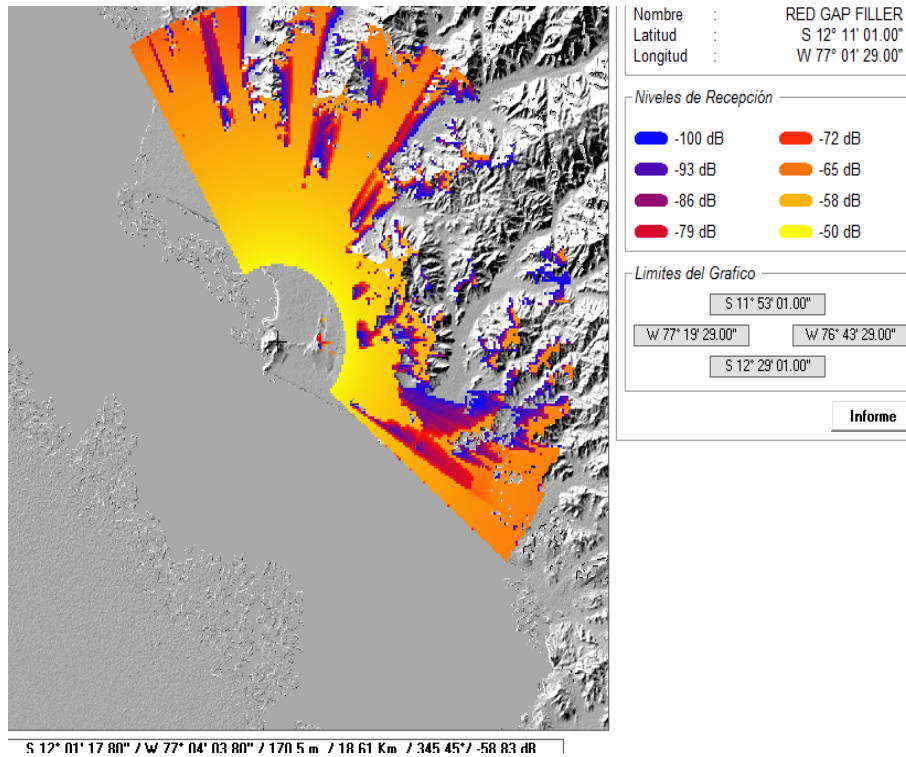 Nombre : RED GAP FILLER
Latitud : S 12° 11' 01.00"
Longitud : W 77° 01' 29.00"
Niveles de Recepción
-100 dB -72 dB
-93 dB -65 dB
-86 dB -58 dB
-79 dB -50 dB
Limites del Grafico
S 11° 53' 01.00"
W 77° 19' 29.00" W 76° 43' 29.00"
S 12° 29' 01.00"
Informe
S 12° 01' 17.80" / W 77° 04' 03.80" / 170.5 m. / 18.61 Km. / 345.45°/ -58.83 dB